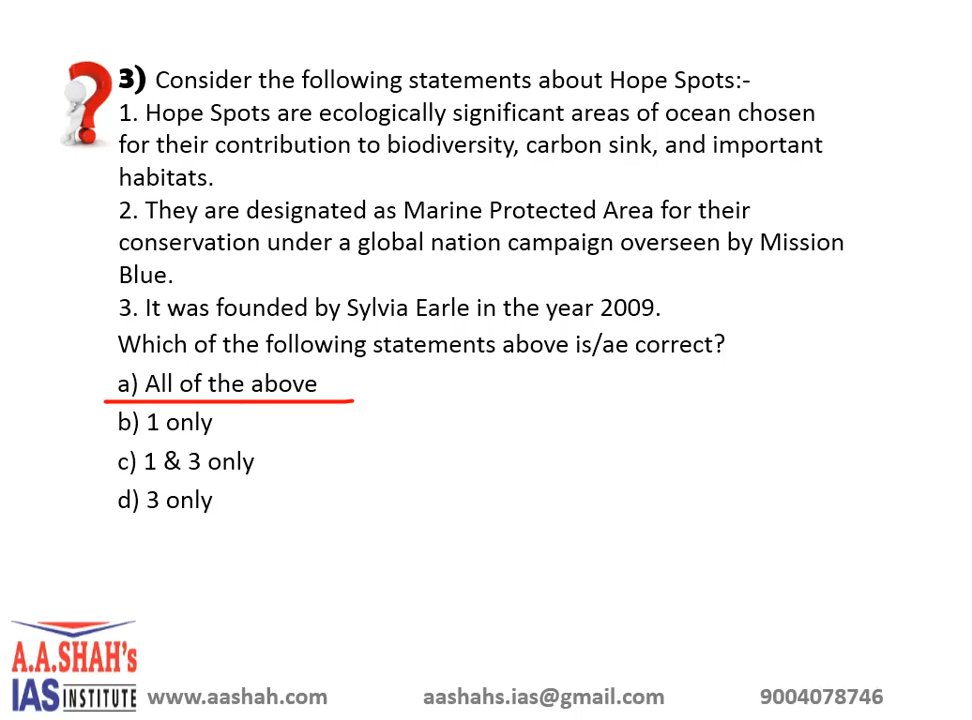 3) Consider the following statements about Hope Spots:-
1. Hope Spots are ecologically significant areas of ocean chosen
for their contribution to biodiversity, carbon sink, and important
habitats.
2. They are designated as Marine Protected Area for their
conservation under a global nation campaign overseen by Mission
Blue.
3. It was founded by Sylvia Earle in the year 2009.
Which of the following statements above is/ae correct?
a) All of the above
b) 1 only
c) 1 & 3 only
d) 3 only
A.A.SHAH's
IAS INSTITUTE www.aashah.com aashahs.ias@gmail.com 9004078746